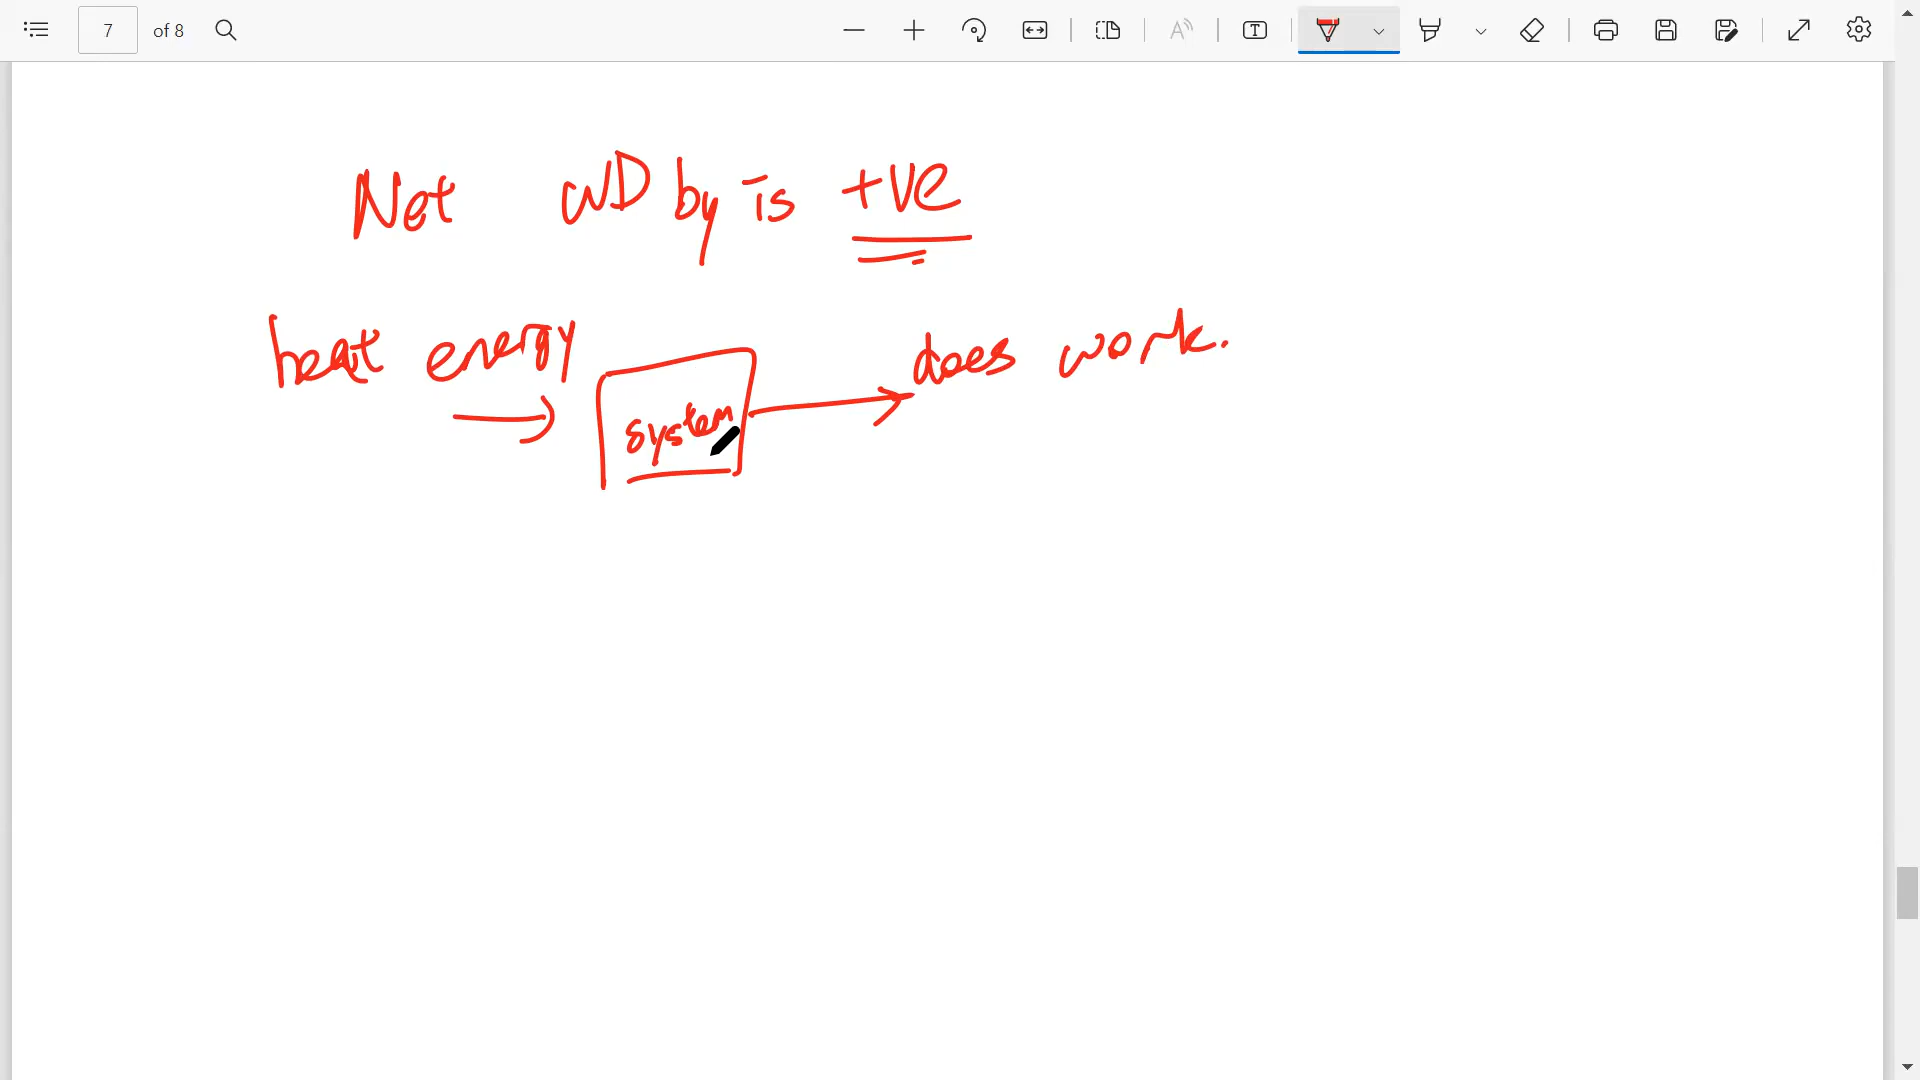 7 of 8
Net WD by is +ve
heat energy
does work.
system